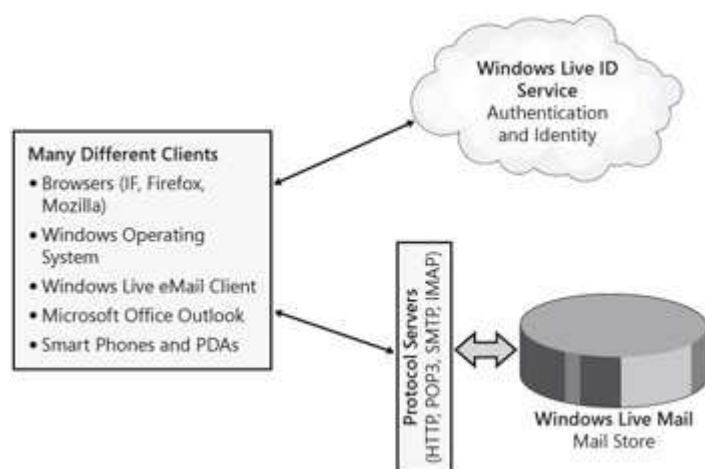 Windows Live ID
Service
Authentication
and Identity
Many Different Clients
• Browsers (IF, Firefox,
Mozilla)
• Windows Operating
System
• Windows Live eMail Client
• Microsoft Office Outlook
• Smart Phones and PDAs
Protocol Servers
(HTTP, POP3, SMTP, IMAP)
Windows Live Mail
Mail Store